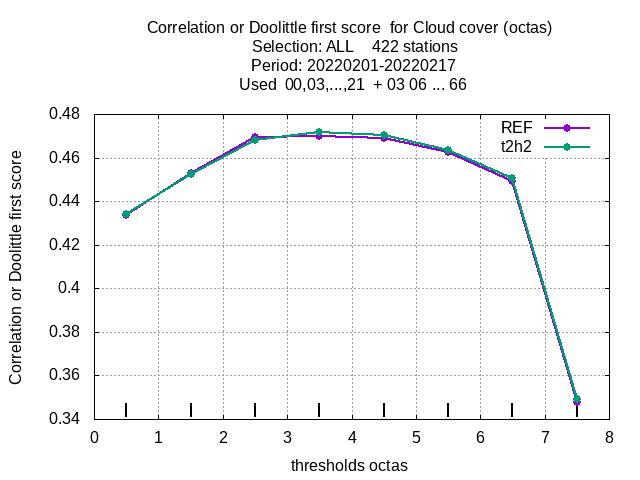 Correlation or Doolittle first score  for Cloud cover (octas)
Selection: ALL    422 stations
Period: 20220201-20220217
Used  00,03,...,21  + 03 06 ... 66
REF
t2h2
Correlation or Doolittle first score
0.48
0.46
0.44
0.42
0.4
0.38
0.36
0.34
0 1 2 3 4 5 6 7 8
thresholds octas